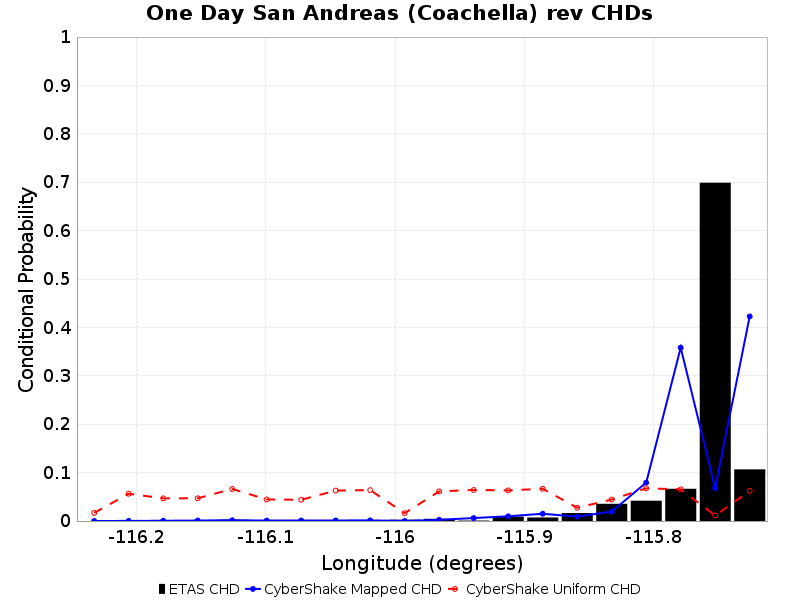 One Day San Andreas (Coachella) rev CHDs
Conditional Probability
1
0.9
0.8
0.7
0.6
0.5
0.4
0.3
0.2
0.1
0
-116.2 -116.1 -116 -115.9 -115.8
Longitude (degrees)
ETAS CHD CyberShake Mapped CHD CyberShake Uniform CHD